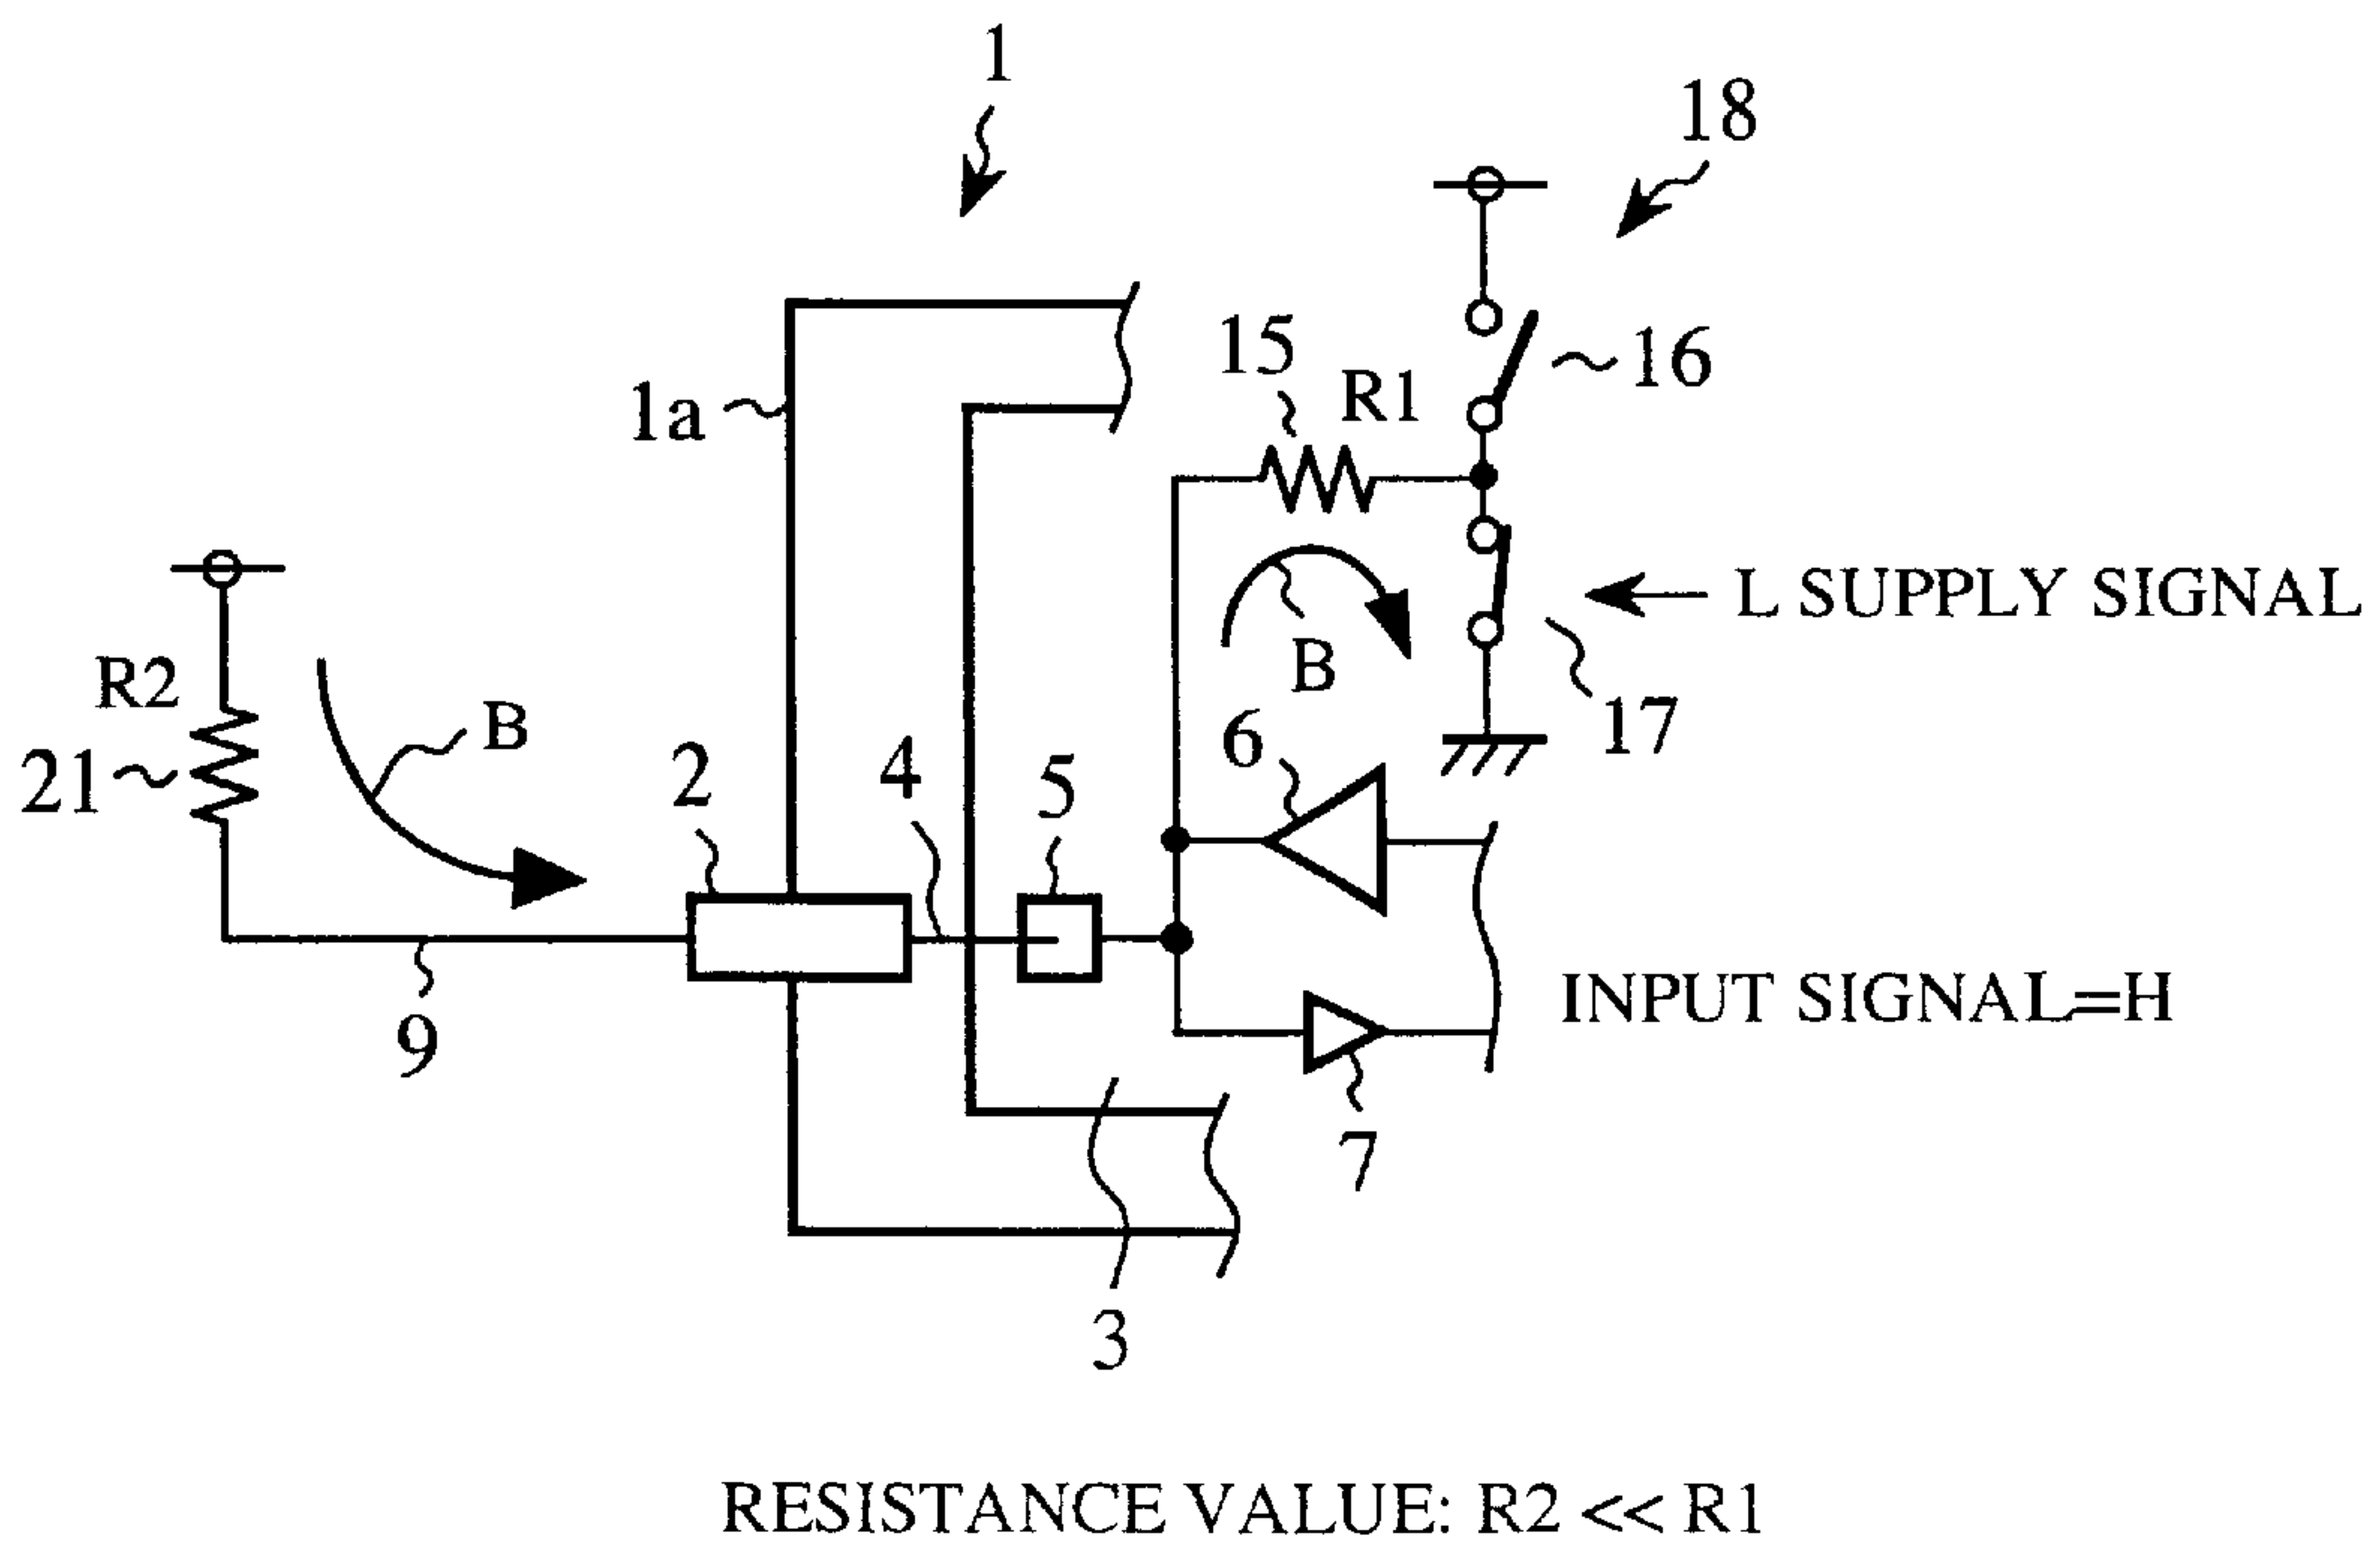 1
18
15
R1
16
1a
L SUPPLY SIGNAL
B
R2
B
17
21
2
4
5
6
INPUT SIGNAL=H
9
7
3
RESISTANCE VALUE: R2 << R1